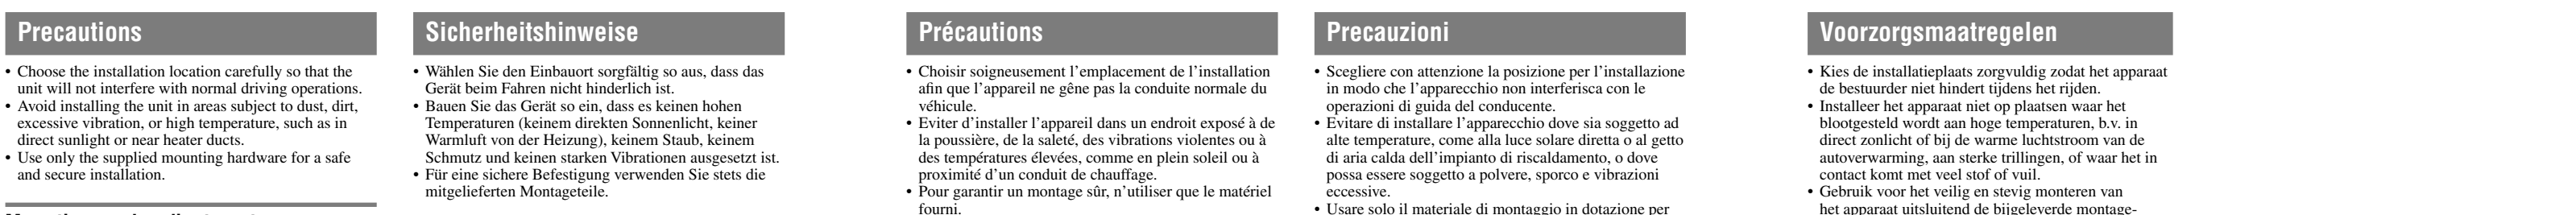 Precautions
• Choose the installation location carefully so that the
unit will not interfere with normal driving operations.
• Avoid installing the unit in areas subject to dust, dirt,
excessive vibration, or high temperature, such as in
direct sunlight or near heater ducts.
• Use only the supplied mounting hardware for a safe
and secure installation.
Sicherheitshinweise
• Wählen Sie den Einbauort sorgfältig so aus, dass das
Gerät beim Fahren nicht hinderlich ist.
• Bauen Sie das Gerät so ein, dass es keinen hohen
Temperaturen (keinem direkten Sonnenlicht, keiner
Warmluft von der Heizung), keinem Staub, keinem
Schmutz und keinen starken Vibrationen ausgesetzt ist.
• Für eine sichere Befestigung verwenden Sie stets die
mitgelieferten Montageteile.
Précautions
• Choisir soigneusement l’emplacement de l’installation
afin que l’appareil ne gêne pas la conduite normale du
véhicule.
• Eviter d’installer l’appareil dans un endroit exposé à de
la poussière, de la saleté, des vibrations violentes ou à
des températures élevées, comme en plein soleil ou à
proximité d’un conduit de chauffage.
• Pour garantir un montage sûr, n’utiliser que le matériel
fourni.
Precauzioni
• Scegliere con attenzione la posizione per l’installazione
in modo che l’apparecchio non interferisca con le
operazioni di guida del conducente.
• Evitare di installare l’apparecchio dove sia soggetto ad
alte temperature, come alla luce solare diretta o al getto
di aria calda dell’impianto di riscaldamento, o dove
possa essere soggetto a polvere, sporco e vibrazioni
eccessive.
• Usare solo il materiale di montaggio in dotazione per
Voorzorgsmaatregelen
• Kies de installatieplaats zorgvuldig zodat het apparaat
de bestuurder niet hindert tijdens het rijden.
• Installeer het apparaat niet op plaatsen waar het
blootgesteld wordt aan hoge temperaturen, b.v. in
direct zonlicht of bij de warme luchtstroom van de
autoverwarming, aan sterke trillingen, of waar het in
contact komt met veel stof of vuil.
• Gebruik voor het veilig en stevig monteren van
het apparaat uitsluitend de bijgeleverde montage-